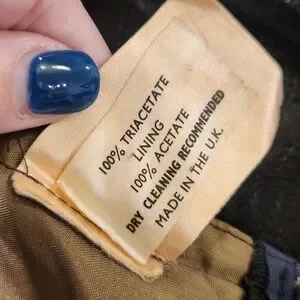 100% TRIACETATE
LINING
100% ACETATE
DRY CLEANING RECOMMENDED
MADE IN THE U.K.